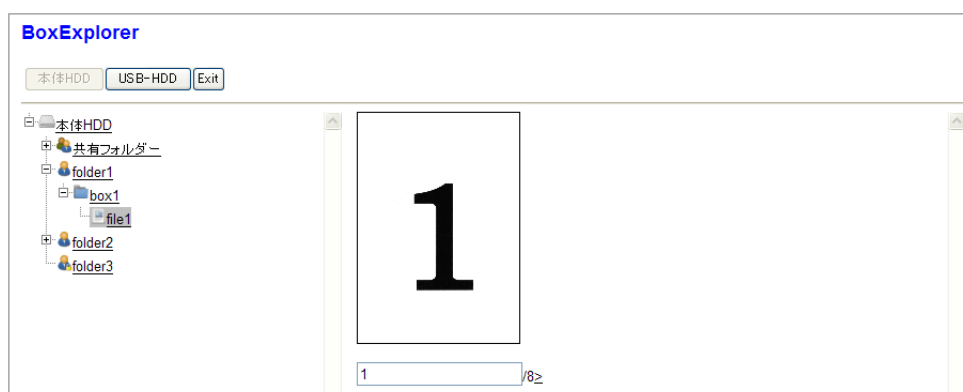 BoxExplorer
本体HDD USB-HDD Exit
本体HDD
共有フォルダー
folder1
box1
file1
folder2
folder3
1
1 /8>